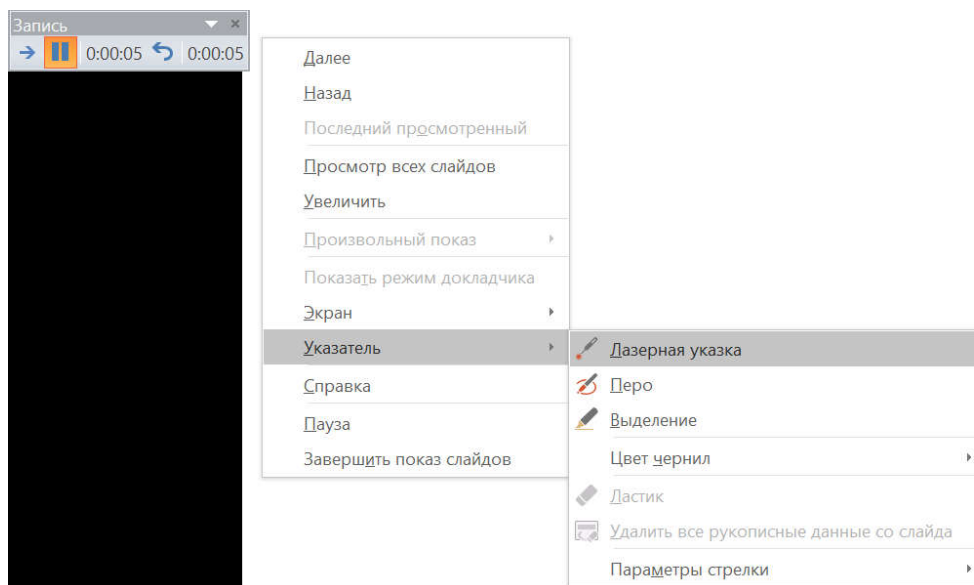 Запись
0:00:05 0:00:05
Далее
Назад
Последний просмотренный
Просмотр всех слайдов
Увеличить
Произвольный показ
Показать режим докладчика
Экран
Указатель
Справка
Пауза
Завершить показ слайдов
Лазерная указка
Перо
Выделение
Цвет чернил
Ластик
Удалить все рукописные данные со слайда
Параметры стрелки